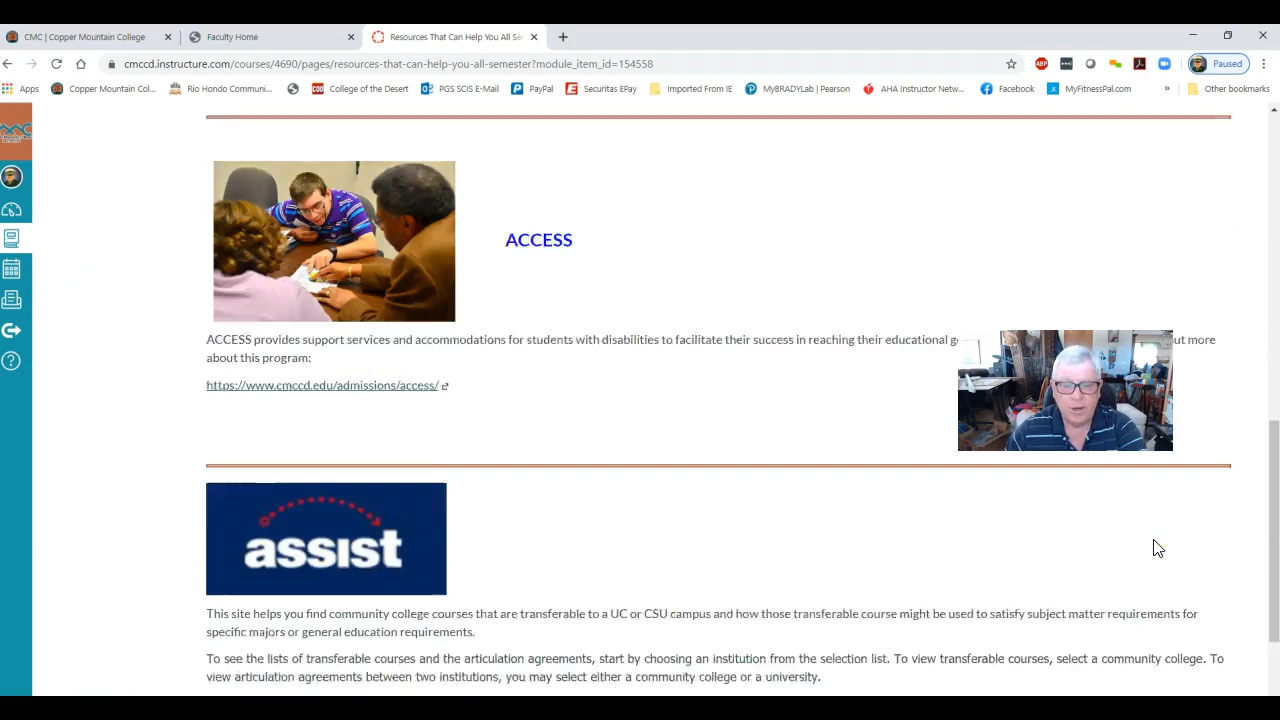 CMC | Copper Mountain College
Faculty Home
Resources That Can Help You All Se
cmccd.instructure.com/courses/4690/pages/resources-that-can-help-you-all-semester?module_item_id=154558
ABP
Paused
Apps
Copper Mountain Col...
Rio Hondo Communi...
COD
College of the Desert
PGS SCIS E-Mail
PayPal
Securitas EPay
Imported From IE
MyBRADYLab | Pearson
AHA Instructor Netw...
Facebook
MyFitnessPal.com
»
Other bookmarks
ACCESS
ACCESS provides support services and accommodations for students with disabilities to facilitate their success in reaching their educational g ut more
about this program:
https://www.cmccd.edu/admissions/access/
assist
This site helps you find community college courses that are transferable to a UC or CSU campus and how those transferable course might be used to satisfy subject matter requirements for
specific majors or general education requirements.
To see the lists of transferable courses and the articulation agreements, start by choosing an institution from the selection list. To view transferable courses, select a community college. To
view articulation agreements between two institutions, you may select either a community college or a university.